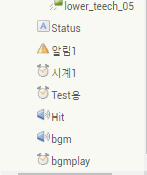 lower_teech_05
Status
알림1
시계1
Test용
Hit
bgm
bgmplay